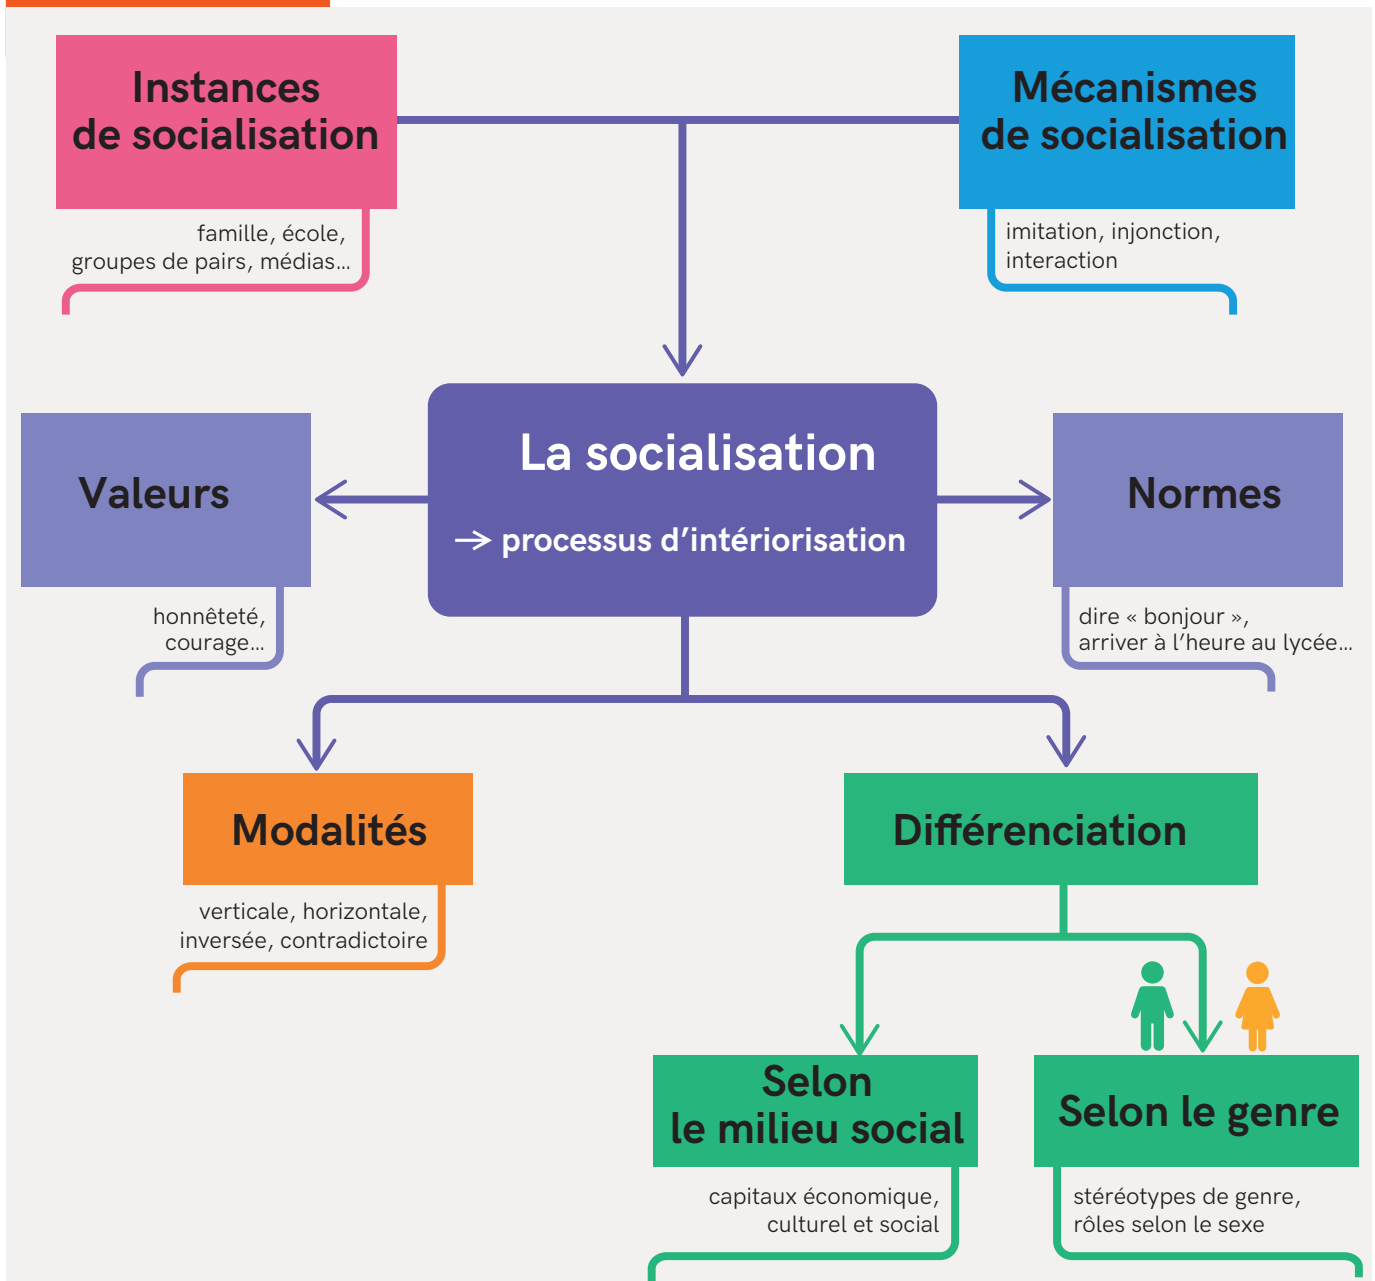 Instances
de socialisation
Mécanismes
de socialisation
famille, école,
groupes de pairs, médias…
imitation, injonction,
interaction
La socialisation
→ processus d’intériorisation
Valeurs
Normes
honnêteté,
courage…
dire « bonjour »,
arriver à l’heure au lycée…
Modalités
Différenciation
verticale, horizontale,
inversée, contradictoire
Selon
le milieu social
Selon le genre
capitaux économique,
culturel et social
stéréotypes de genre,
rôles selon le sexe